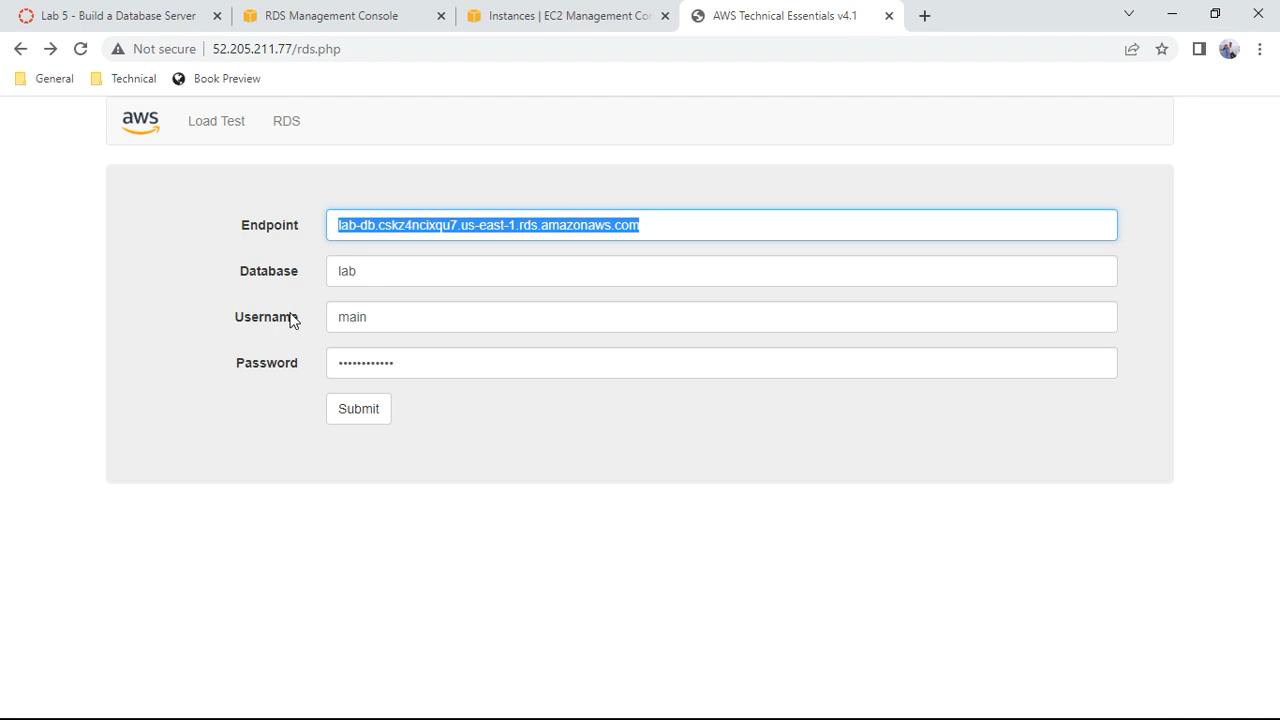 Lab 5 - Build a Database Server
RDS Management Console
Instances | EC2 Management Co
AWS Technical Essentials v4.1
Not secure
52.205.211.77/rds.php
General
Technical
Book Preview
aws
Load Test
RDS
Endpoint
lab-db.cskz4ncixqu7.us-east-1.rds.amazonaws.com
Database
lab
Username
main
Password
••••••••••••
Submit